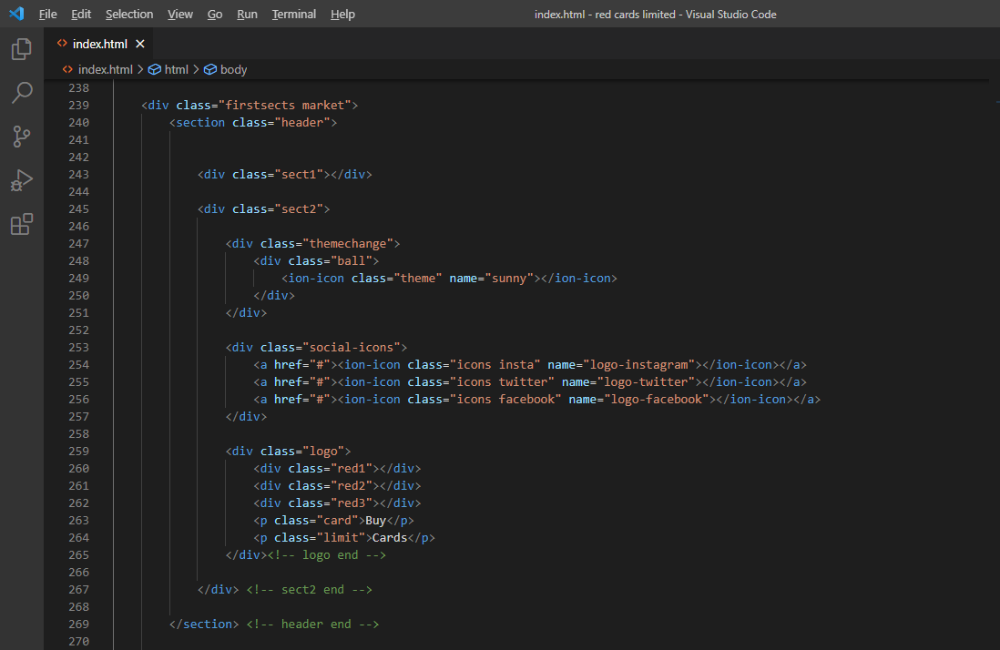 File Edit Selection View Go Run Terminal Help index.html - red cards limited - Visual Studio Code
<> index.html ×
<> index.html > html > body
238
239 <div class="firstsects market">
240 <section class="header">
241
242
243 <div class="sect1"></div>
244
245 <div class="sect2">
246
247 <div class="themechange">
248 <div class="ball">
249 <ion-icon class="theme" name="sunny"></ion-icon>
250 </div>
251 </div>
252
253 <div class="social-icons">
254 <a href="#"><ion-icon class="icons insta" name="logo-instagram"></ion-icon></a>
255 <a href="#"><ion-icon class="icons twitter" name="logo-twitter"></ion-icon></a>
256 <a href="#"><ion-icon class="icons facebook" name="logo-facebook"></ion-icon></a>
257 </div>
258
259 <div class="logo">
260 <div class="red1"></div>
261 <div class="red2"></div>
262 <div class="red3"></div>
263 <p class="card">Buy</p>
264 <p class="limit">Cards</p>
265 </div><!-- logo end -->
266
267 </div> <!-- sect2 end -->
268
269 </section> <!-- header end -->
270